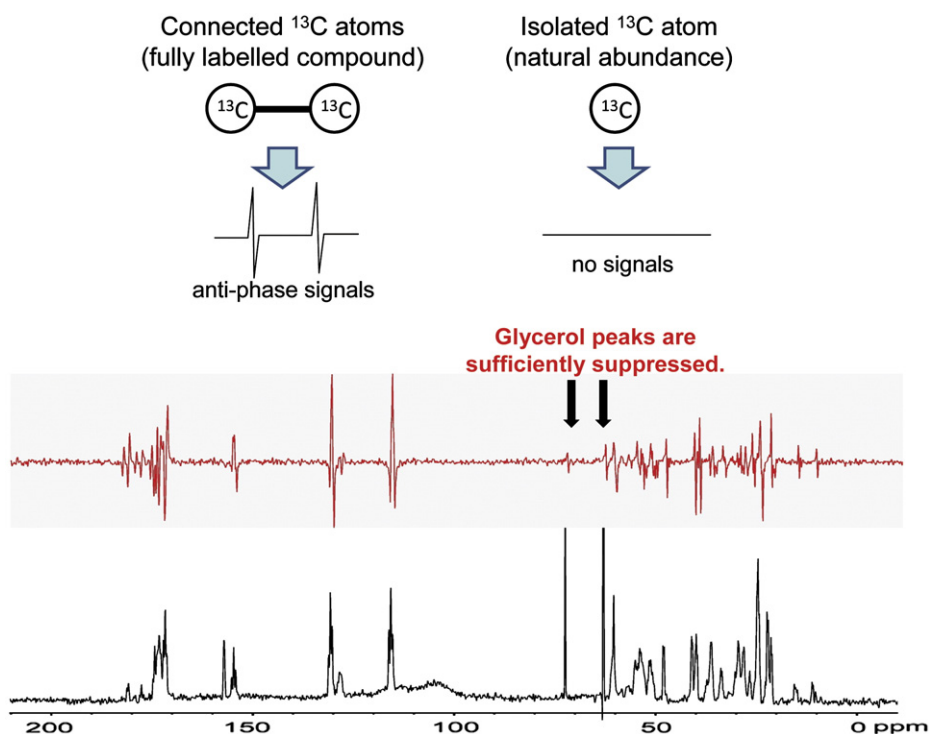 Connected ¹³C atoms
(fully labelled compound)
Isolated ¹³C atom
(natural abundance)
¹³C ¹³C
¹³C
anti-phase signals
no signals
Glycerol peaks are
sufficiently suppressed.
200 150 100 50 0 ppm